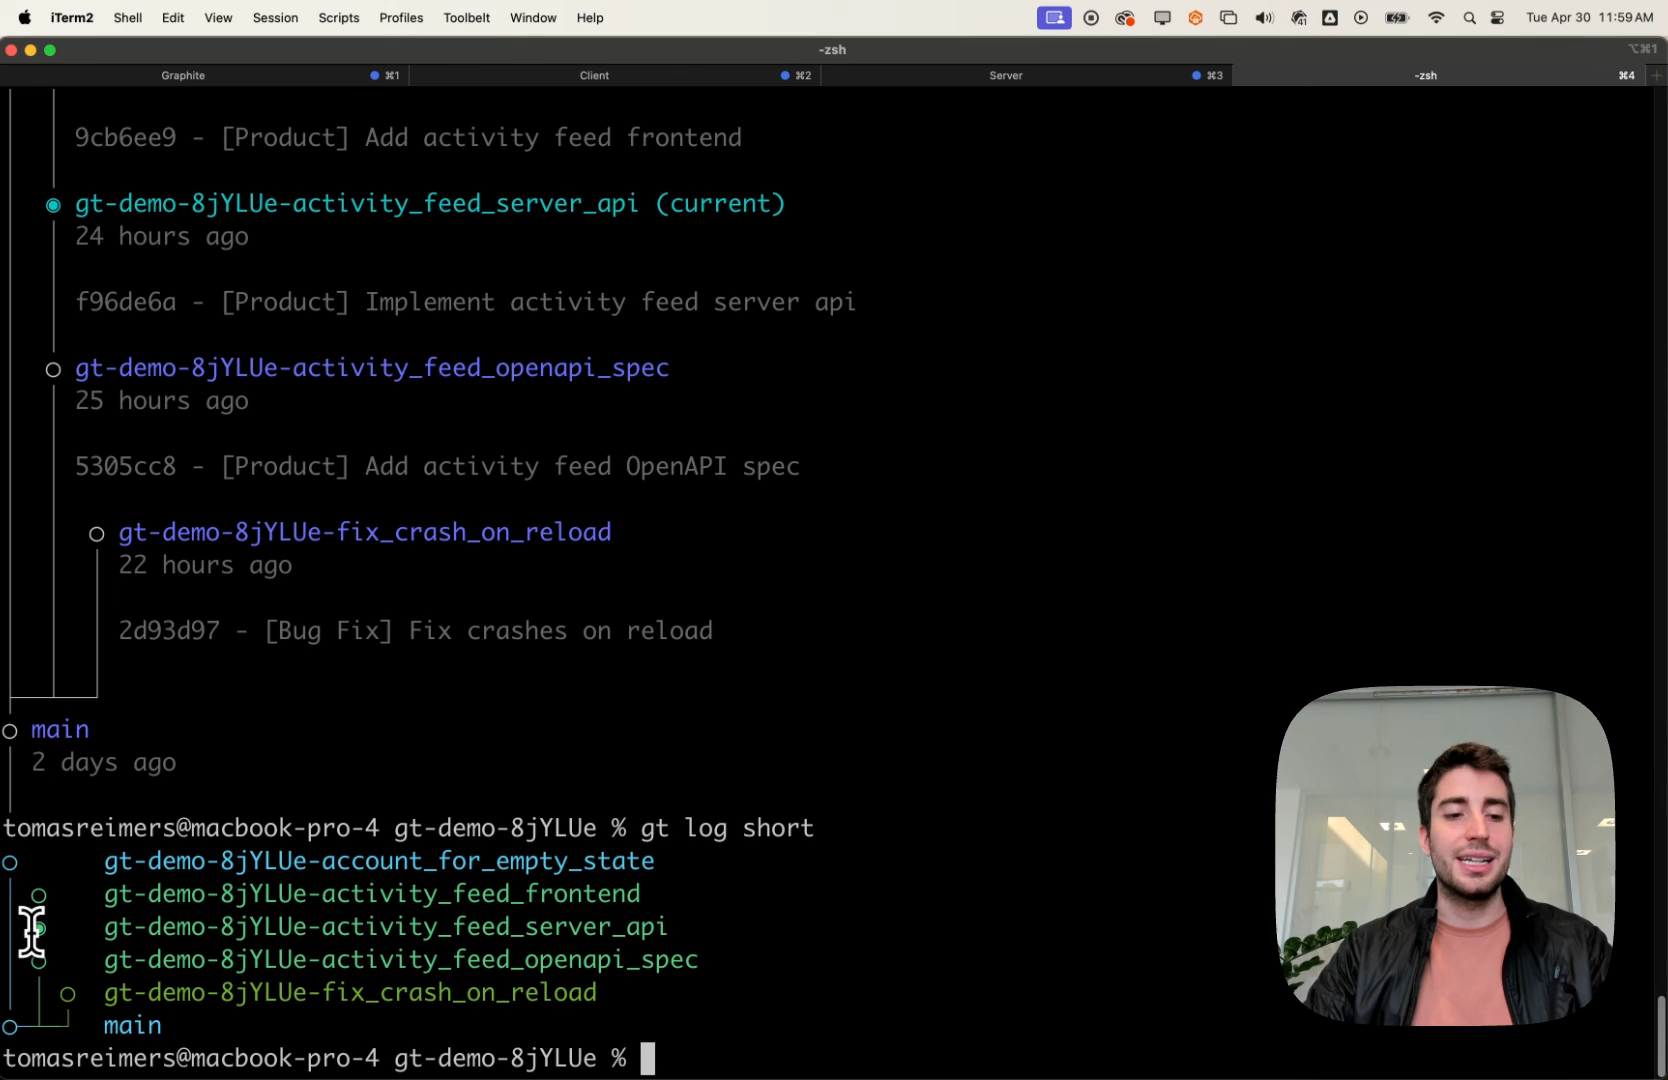 iTerm2 Shell Edit View Session Scripts Profiles Toolbelt Window Help 41 Tue Apr 30 11:59 AM
-zsh ⌥⌘1
Graphite ⌘1 Client ⌘2 Server ⌘3 -zsh ⌘4
9cb6ee9 - [Product] Add activity feed frontend
gt-demo-8jYLUe-activity_feed_server_api (current)
24 hours ago
f96de6a - [Product] Implement activity feed server api
gt-demo-8jYLUe-activity_feed_openapi_spec
25 hours ago
5305cc8 - [Product] Add activity feed OpenAPI spec
gt-demo-8jYLUe-fix_crash_on_reload
22 hours ago
2d93d97 - [Bug Fix] Fix crashes on reload
main
2 days ago
tomasreimers@macbook-pro-4 gt-demo-8jYLUe % gt log short
gt-demo-8jYLUe-account_for_empty_state
gt-demo-8jYLUe-activity_feed_frontend
gt-demo-8jYLUe-activity_feed_server_api
gt-demo-8jYLUe-activity_feed_openapi_spec
gt-demo-8jYLUe-fix_crash_on_reload
main
tomasreimers@macbook-pro-4 gt-demo-8jYLUe %